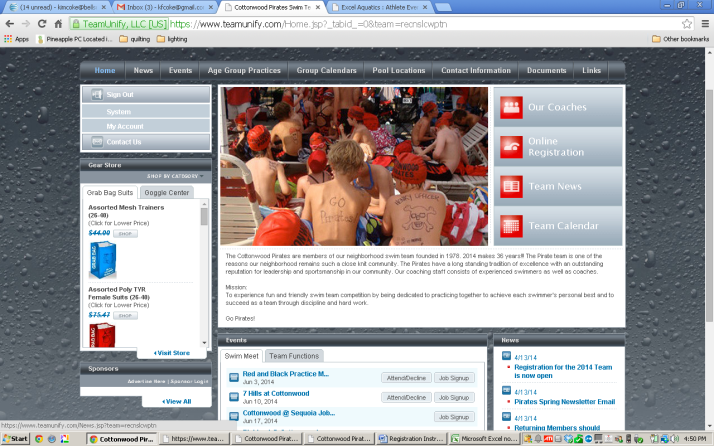 (14 unread) - kimcoke@bells
Inbox (3) - kfcoke@gmail.co
Cottonwood Pirates Swim Te
Excel Aquatics : Athlete Eve
TeamUnify, LLC [US] https://www.teamunify.com/Home.jsp?_tabid_=0&team=recnslcwptn
Apps
Pineapple PC Located i...
quilting
lighting
Other bookmarks
Home
News
Events
Age Group Practices
Group Calendars
Pool Locations
Contact Information
Documents
Links
Sign Out
System
My Account
Contact Us
Gear Store
SHOP BY CATEGORY
Grab Bag Suits
Goggle Center
Assorted Mesh Trainers
(26-40)
(Click for Lower Price)
$44.00
SHOP
GRAB BAG
Assorted Poly TYR
Female Suits (26-40)
(Click for Lower Price)
$75.47
SHOP
GRAB BAG
Visit Store
Sponsors
Advertise Here | Sponsor Login
View All
GO
PIRATES
Our Coaches
Online
Registration
Team News
Team Calendar
The Cottonwood Pirates are members of our neighborhood swim team founded in 1978. 2014 makes 36 years!! The Pirate team is one of the
reasons our neighborhood remains such a close knit community. The Pirates have a long standing tradition of excellence with an outstanding
reputation for leadership and sportsmanship in our community. Our coaching staff consists of experienced swimmers as well as coaches.
Mission:
To experience fun and friendly swim team competition by being dedicated to practicing together to achieve each swimmer's personal best and to
succeed as a team through discipline and hard work.
Go Pirates!
Events
Swim Meet
Team Functions
Red and Black Practice M...
Jun 3, 2014
Attend/Decline
Job Signup
7 Hills at Cottonwood
Jun 10, 2014
Attend/Decline
Job Signup
Cottonwood @ Sequoia Job...
Jun 17, 2014
Job Signup
News
4/13/14
Registration for the 2014 Team
is now open
4/13/14
Pirates Spring Newsletter Email
4/13/14
Returning Members should
https://www.teamunify.com/News.jsp?team=recnslcwptn
Start
Cottonwood Pir...
https://www.tea...
Cottonwood Pirat...
Cottonwood Pirat...
Registration Instr...
Microsoft Excel no...
4:50 PM